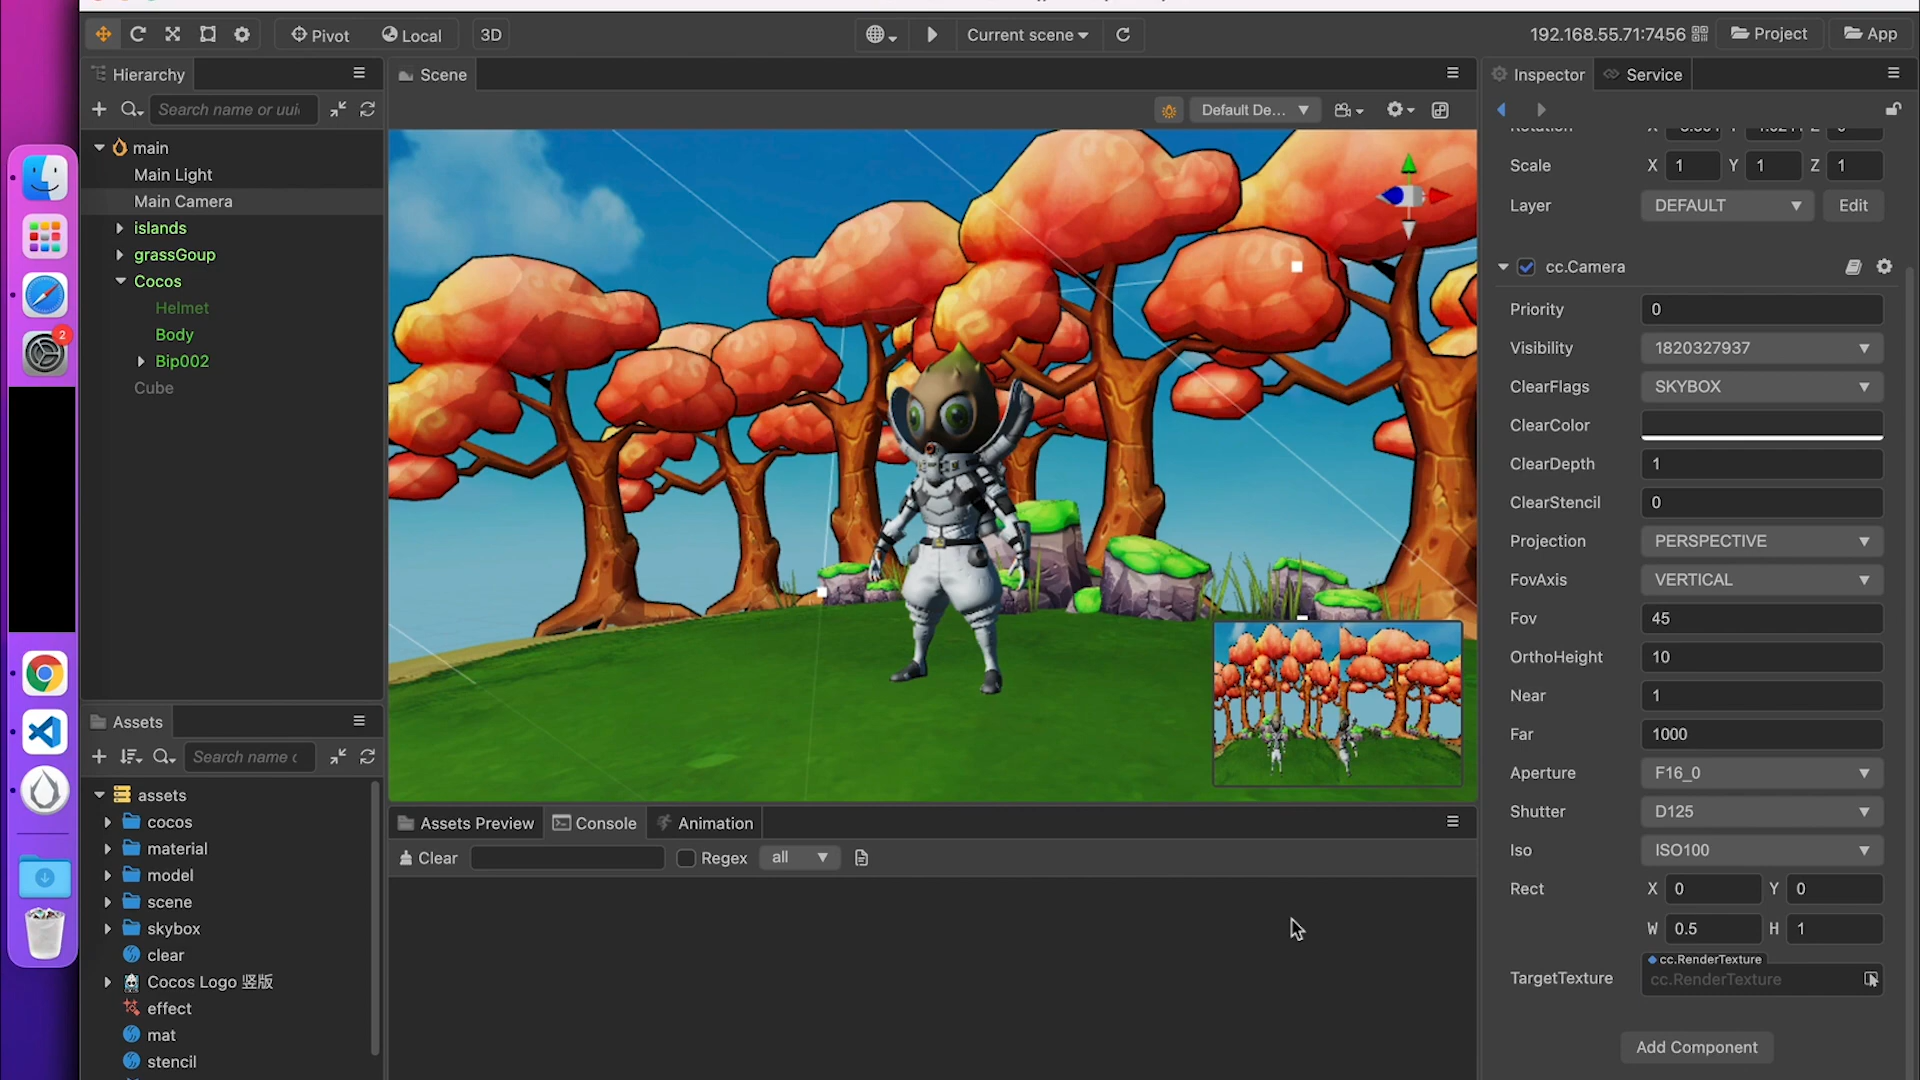 Pivot
Local
3D
Current scene
192.168.55.71:7456
Project
App
Hierarchy
Search name or uui
main
Main Light
Main Camera
islands
grassGoup
Cocos
Helmet
Body
Bip002
Cube
2
Assets
Search name c
assets
cocos
material
model
scene
skybox
clear
Cocos Logo 竖版
effect
mat
stencil
Scene
Default De...
Assets Preview
Console
Animation
Clear
Regex
all
Inspector
Service
Rotation X Y Z
Scale X 1 Y 1 Z 1
Layer DEFAULT Edit
cc.Camera
Priority 0
Visibility 1820327937
ClearFlags SKYBOX
ClearColor
ClearDepth 1
ClearStencil 0
Projection PERSPECTIVE
FovAxis VERTICAL
Fov 45
OrthoHeight 10
Near 1
Far 1000
Aperture F16_0
Shutter D125
Iso ISO100
Rect X 0 Y 0
W 0.5 H 1
cc.RenderTexture
TargetTexture cc.RenderTexture
Add Component